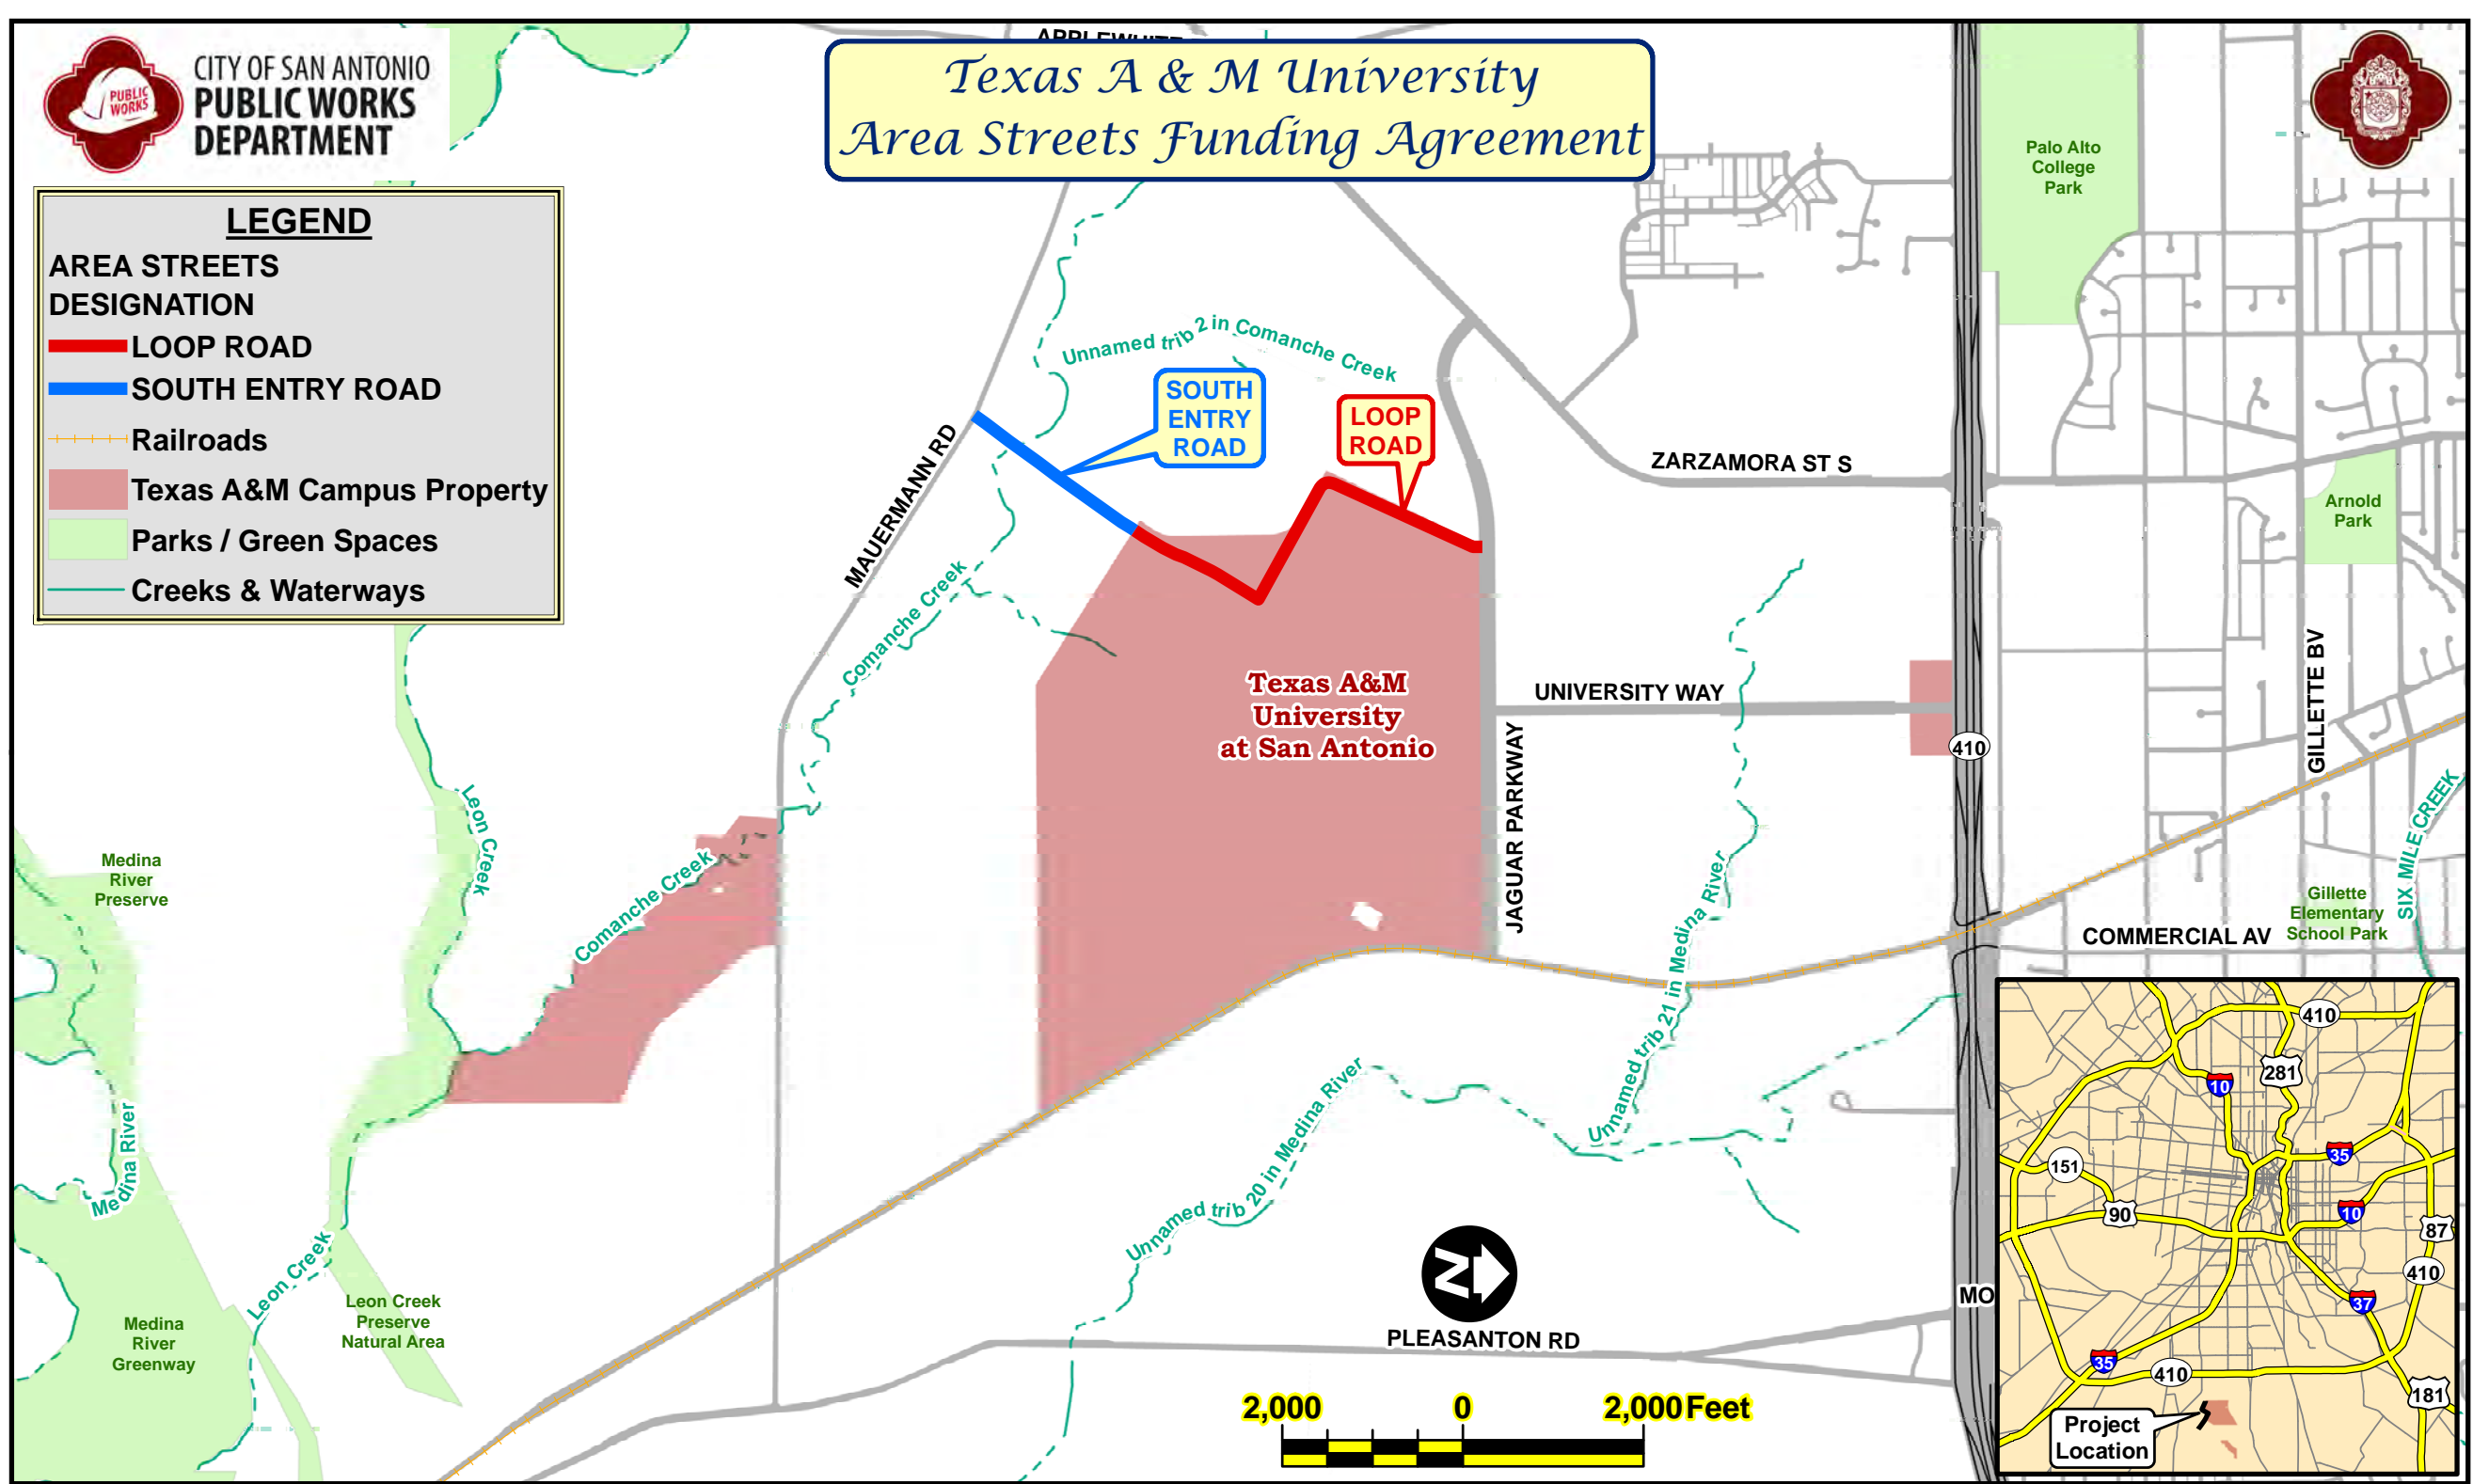 APPLEWHITE
Texas A & M University
Area Streets Funding Agreement
PUBLIC
WORKS
CITY OF SAN ANTONIO
PUBLIC WORKS
DEPARTMENT
LEGEND
AREA STREETS
DESIGNATION
LOOP ROAD
SOUTH ENTRY ROAD
Railroads
Texas A&M Campus Property
Parks / Green Spaces
Creeks & Waterways
Palo Alto
College
Park
Unnamed trib 2 in Comanche Creek
SOUTH
ENTRY
ROAD
LOOP
ROAD
MAUERMANN RD
ZARZAMORA ST S
Arnold
Park
Comanche Creek
Texas A&M
University
at San Antonio
UNIVERSITY WAY
JAGUAR PARKWAY
410
GILLETTE BV
SIX MILE CREEK
Leon Creek
Medina
River
Preserve
Comanche Creek
Gillette
Elementary
School Park
COMMERCIAL AV
Unnamed trib 21 in Medina River
Unnamed trib 20 in Medina River
Medina River
Leon Creek
Leon Creek
Preserve
Natural Area
Medina
River
Greenway
N
PLEASANTON RD
MO
2,000
0
2,000 Feet
410
281
10
35
151
90
10
87
410
37
35
410
181
Project
Location